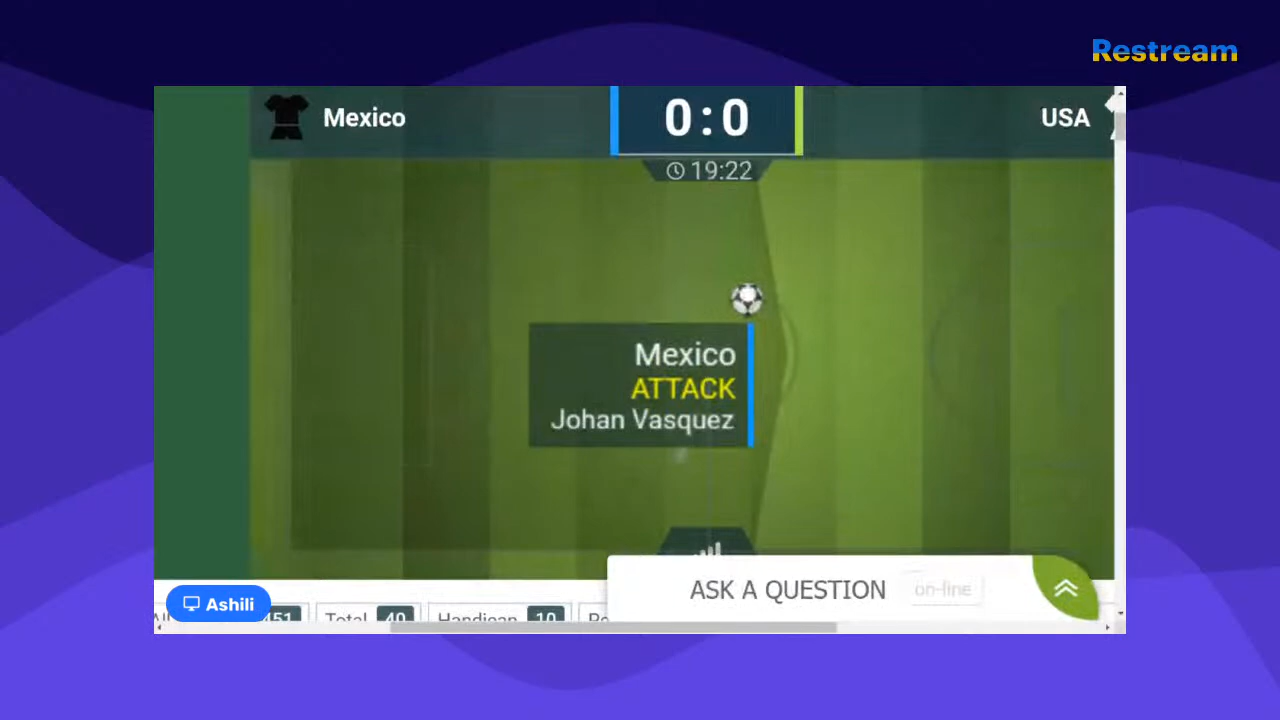 Restream
Mexico
0:0
USA
19:22
Mexico
ATTACK
Johan Vasquez
ASK A QUESTION
on-line
Ashili
451
Total 40
Handicap 10